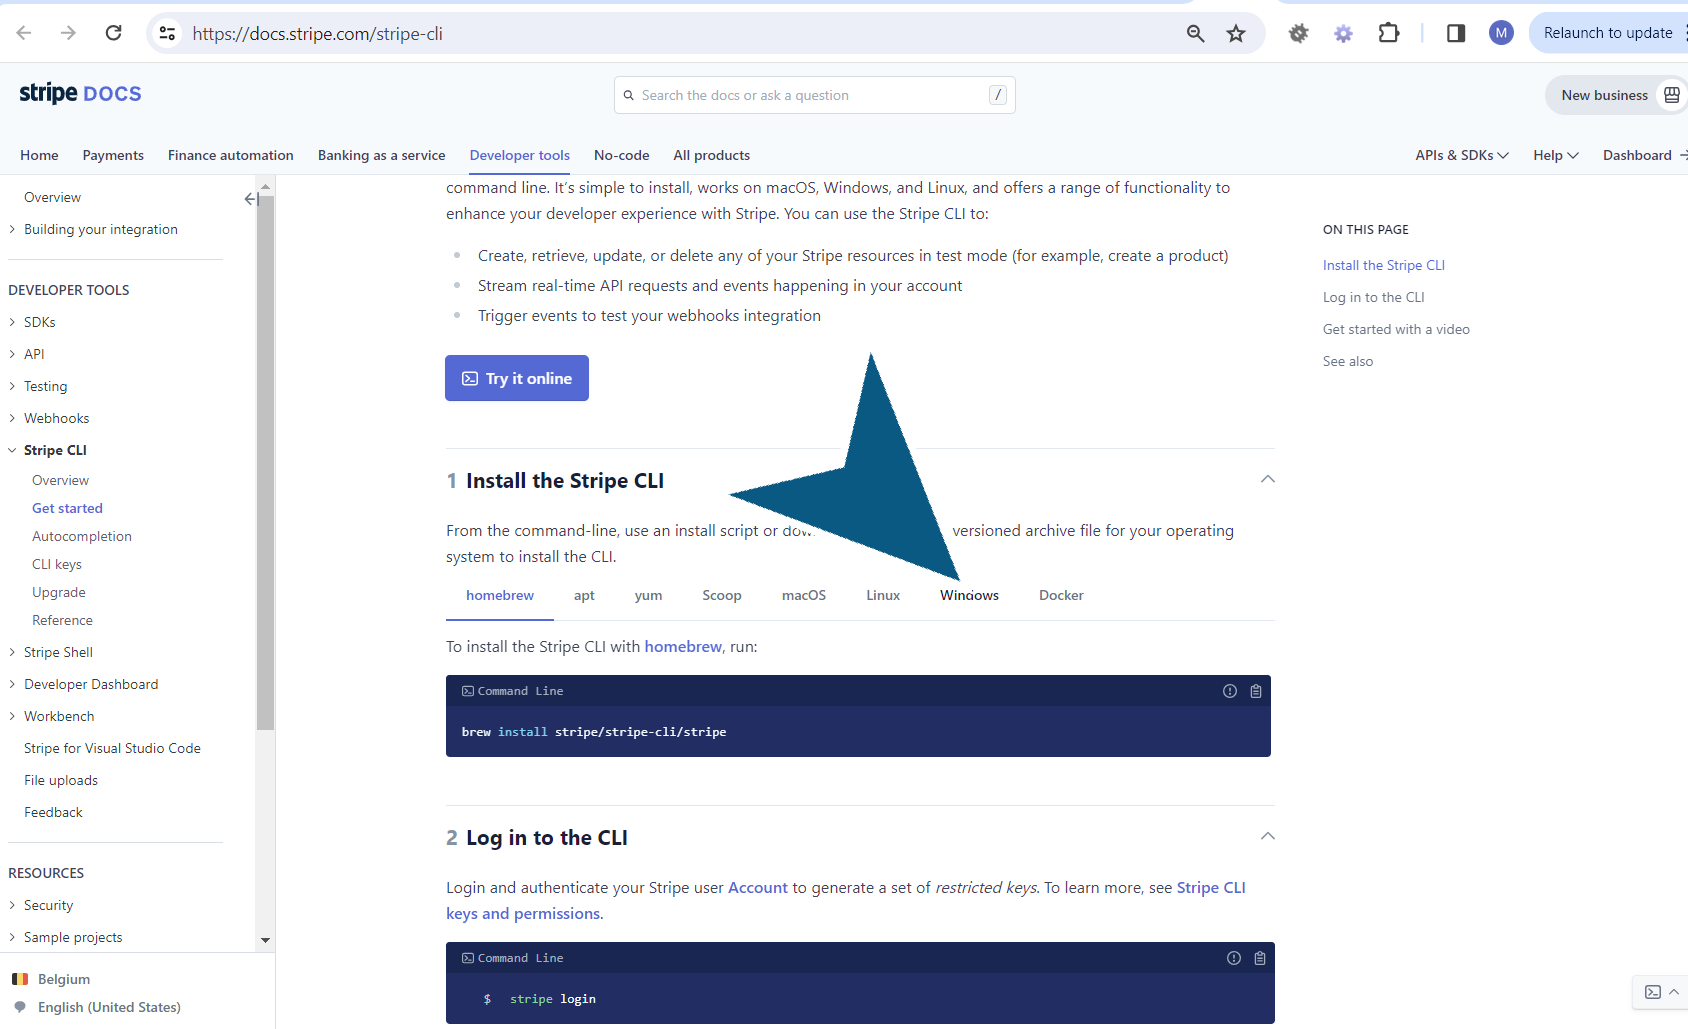 https://docs.stripe.com/stripe-cli
M
Relaunch to update
stripe DOCS
Search the docs or ask a question
/
New business
Home
Payments
Finance automation
Banking as a service
Developer tools
No-code
All products
APIs & SDKs
Help
Dashboard
Overview
Building your integration
DEVELOPER TOOLS
SDKs
API
Testing
Webhooks
Stripe CLI
Overview
Get started
Autocompletion
CLI keys
Upgrade
Reference
Stripe Shell
Developer Dashboard
Workbench
Stripe for Visual Studio Code
File uploads
Feedback
RESOURCES
Security
Sample projects
Belgium
English (United States)
command line. It’s simple to install, works on macOS, Windows, and Linux, and offers a range of functionality to
enhance your developer experience with Stripe. You can use the Stripe CLI to:
Create, retrieve, update, or delete any of your Stripe resources in test mode (for example, create a product)
Stream real-time API requests and events happening in your account
Trigger events to test your webhooks integration
Try it online
1 Install the Stripe CLI
From the command-line, use an install script or versioned archive file for your operating
system to install the CLI.
homebrew
apt
yum
Scoop
macOS
Linux
Windows
Docker
To install the Stripe CLI with homebrew, run:
Command Line
brew install stripe/stripe-cli/stripe
2 Log in to the CLI
Login and authenticate your Stripe user Account to generate a set of restricted keys. To learn more, see Stripe CLI
keys and permissions.
Command Line
$ stripe login
ON THIS PAGE
Install the Stripe CLI
Log in to the CLI
Get started with a video
See also